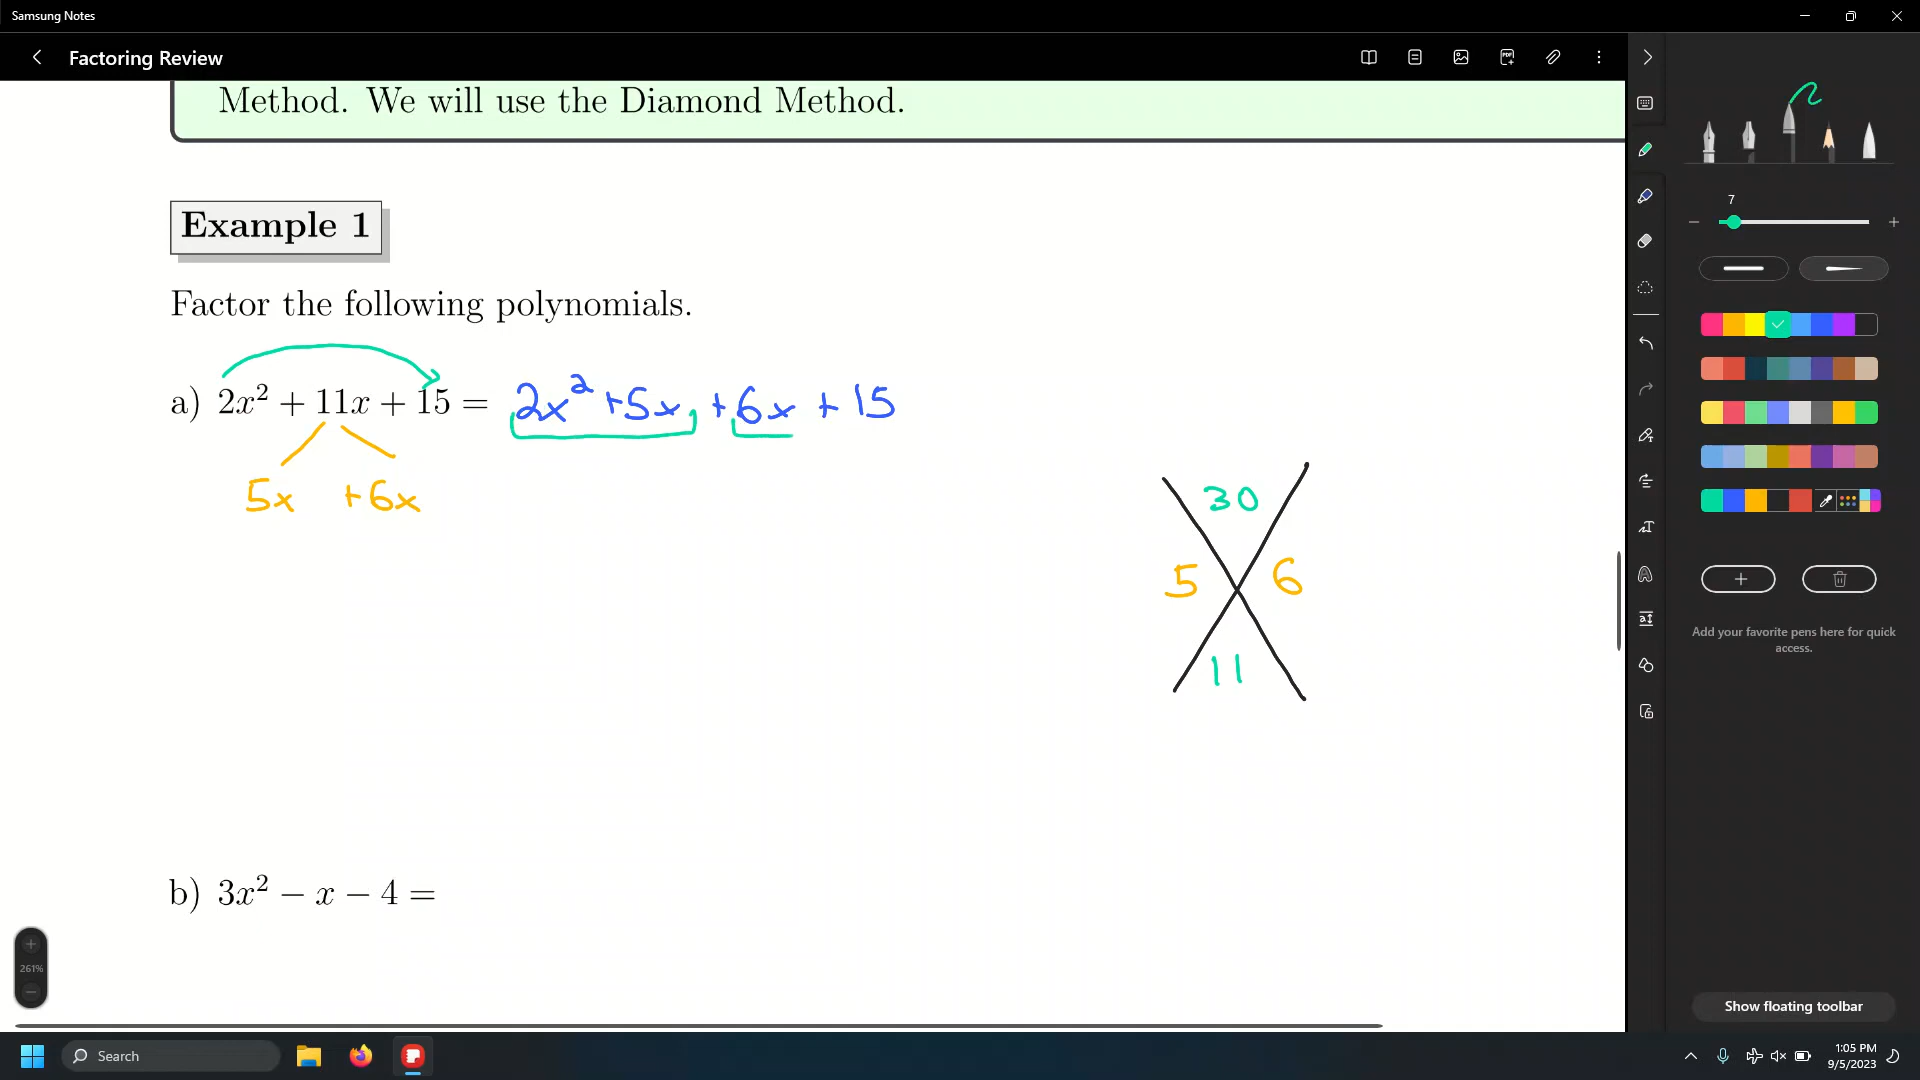 Samsung Notes
Factoring Review
Method. We will use the Diamond Method.
Example 1
Factor the following polynomials.
a) 2x² + 11x + 15 = 2x² + 5x + 6x + 15
5x + 6x
30
5 6
11
b) 3x² − x − 4 =
261%
7
Add your favorite pens here for quick
access.
Show floating toolbar
Search
1:05 PM
9/5/2023